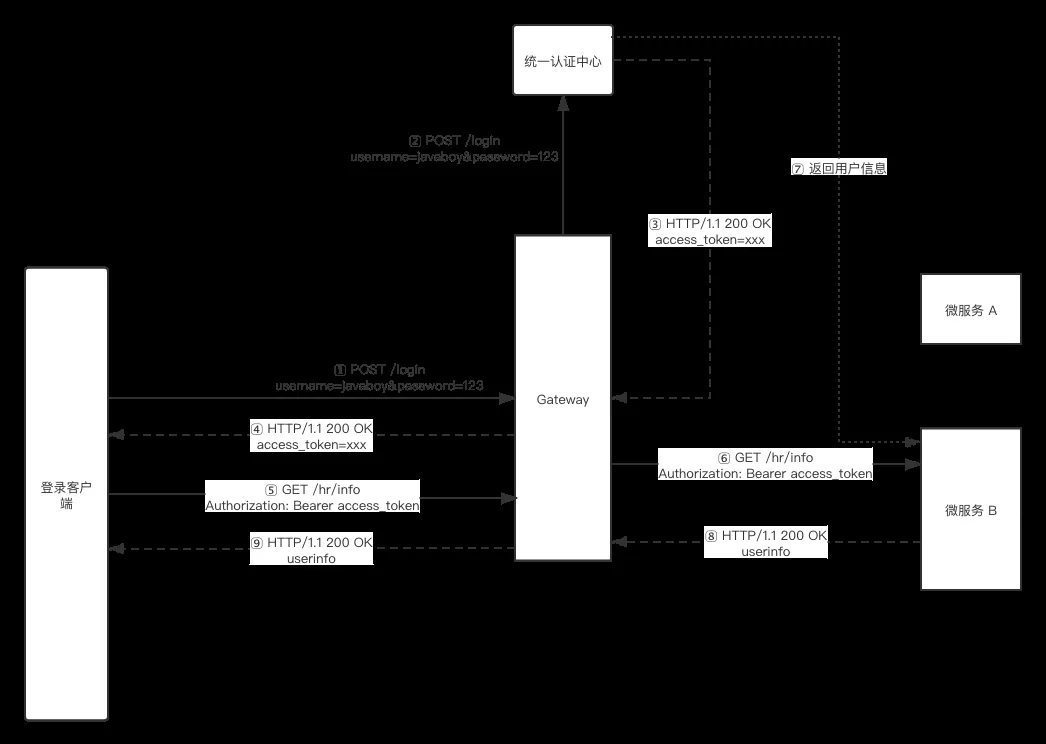 统一认证中心
② POST /login
username=javaboy&password=123
⑦ 返回用户信息
③ HTTP/1.1 200 OK
access_token=xxx
微服务 A
① POST /login
username=javaboy&password=123
Gateway
④ HTTP/1.1 200 OK
access_token=xxx
⑥ GET /hr/info
Authorization: Bearer access_token
登录客户
端
⑤ GET /hr/info
Authorization: Bearer access_token
微服务 B
⑨ HTTP/1.1 200 OK
userinfo
⑧ HTTP/1.1 200 OK
userinfo